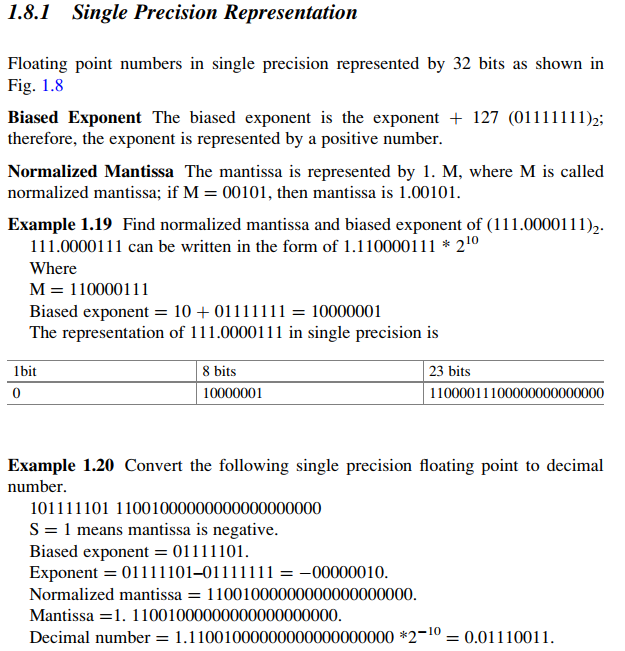 1.8.1 Single Precision Representation
Floating point numbers in single precision represented by 32 bits as shown in
Fig. 1.8
Biased Exponent The biased exponent is the exponent + 127 (01111111)₂;
therefore, the exponent is represented by a positive number.
Normalized Mantissa The mantissa is represented by 1. M, where M is called
normalized mantissa; if M = 00101, then mantissa is 1.00101.
Example 1.19 Find normalized mantissa and biased exponent of (111.0000111)₂.
111.0000111 can be written in the form of 1.110000111 * 2¹⁰
Where
M = 110000111
Biased exponent = 10 + 01111111 = 10000001
The representation of 111.0000111 in single precision is
1bit 8 bits 23 bits
0 10000001 11000011100000000000000
Example 1.20 Convert the following single precision floating point to decimal
number.
101111101 11001000000000000000000
S = 1 means mantissa is negative.
Biased exponent = 01111101.
Exponent = 01111101–01111111 = −00000010.
Normalized mantissa = 11001000000000000000000.
Mantissa =1. 11001000000000000000000.
Decimal number = 1.11001000000000000000000 *2⁻¹⁰ = 0.01110011.